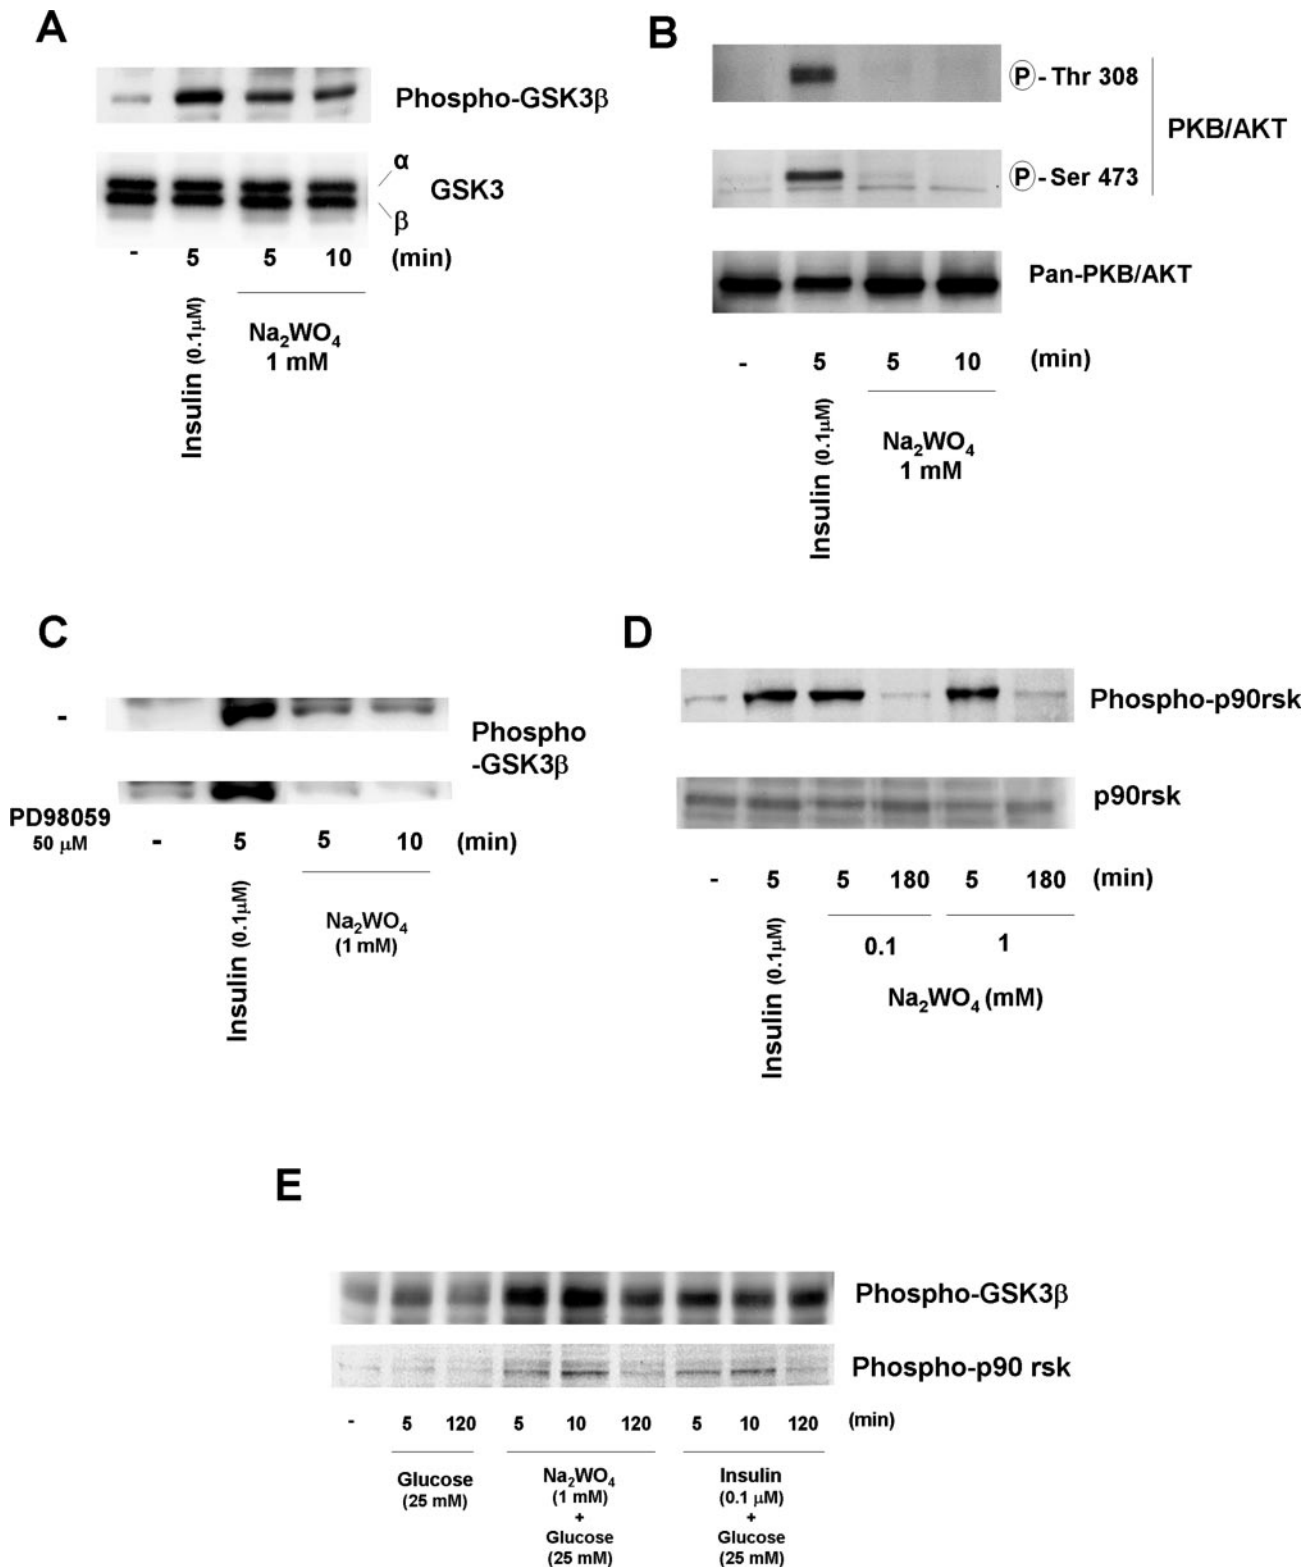 A
Phospho-GSK3β
α
GSK3
β
- 5 5 10 (min)
Insulin (0.1μM)
Na₂WO₄
1 mM
B
P - Thr 308
PKB/AKT
P - Ser 473
Pan-PKB/AKT
- 5 5 10 (min)
Insulin (0.1μM)
Na₂WO₄
1 mM
C
-
Phospho
-GSK3β
PD98059
50 μM
- 5 5 10 (min)
Insulin (0.1μM)
Na₂WO₄
(1 mM)
D
Phospho-p90rsk
p90rsk
- 5 5 180 5 180 (min)
Insulin (0.1μM)
0.1 1
Na₂WO₄ (mM)
E
Phospho-GSK3β
Phospho-p90 rsk
- 5 120 5 10 120 5 10 120 (min)
Glucose
(25 mM)
Na₂WO₄
(1 mM)
+
Glucose
(25 mM)
Insulin
(0.1 μM)
+
Glucose
(25 mM)